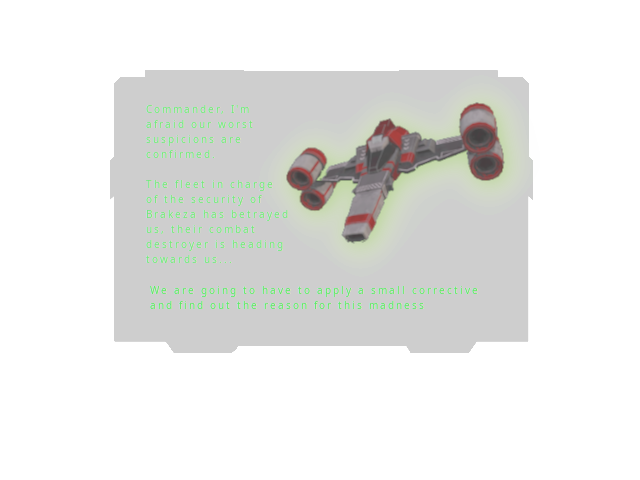 Commander, I'm
afraid our worst
suspicions are
confirmed.
The fleet in charge
of the security of
Brakeza has betrayed
us, their combat
destroyer is heading
towards us...
We are going to have to apply a small corrective
and find out the reason for this madness.